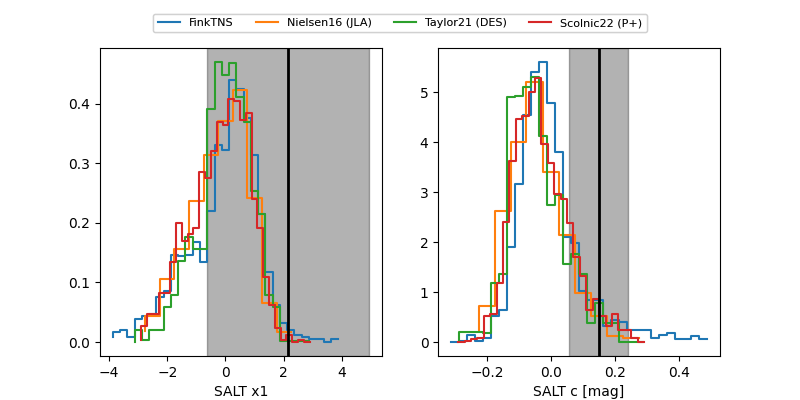 FinkTNS Nielsen16 (JLA) Taylor21 (DES) Scolnic22 (P+)
0.4
0.3
0.2
0.1
0.0
−4 −2 0 2 4
SALT x1
5
4
3
2
1
0
−0.2 0.0 0.2 0.4
SALT c [mag]